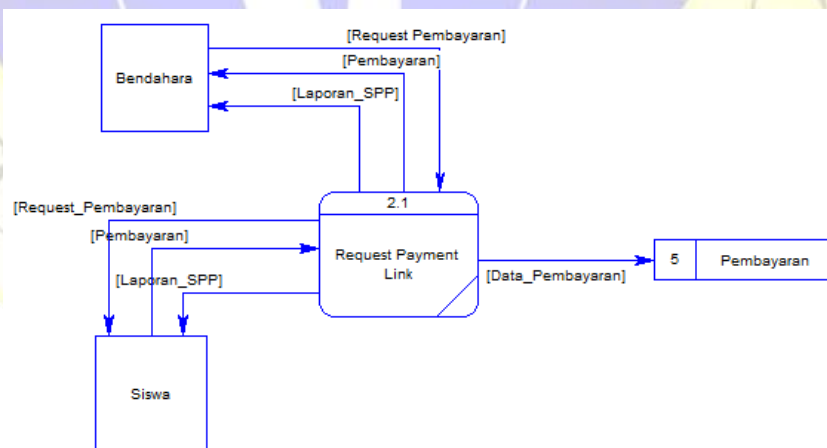 [Request Pembayaran]
[Pembayaran]
Bendahara
[Laporan_SPP]
2.1
[Request_Pembayaran]
[Pembayaran]
Request Payment
Link
5
Pembayaran
[Data_Pembayaran]
[Laporan_SPP]
Siswa